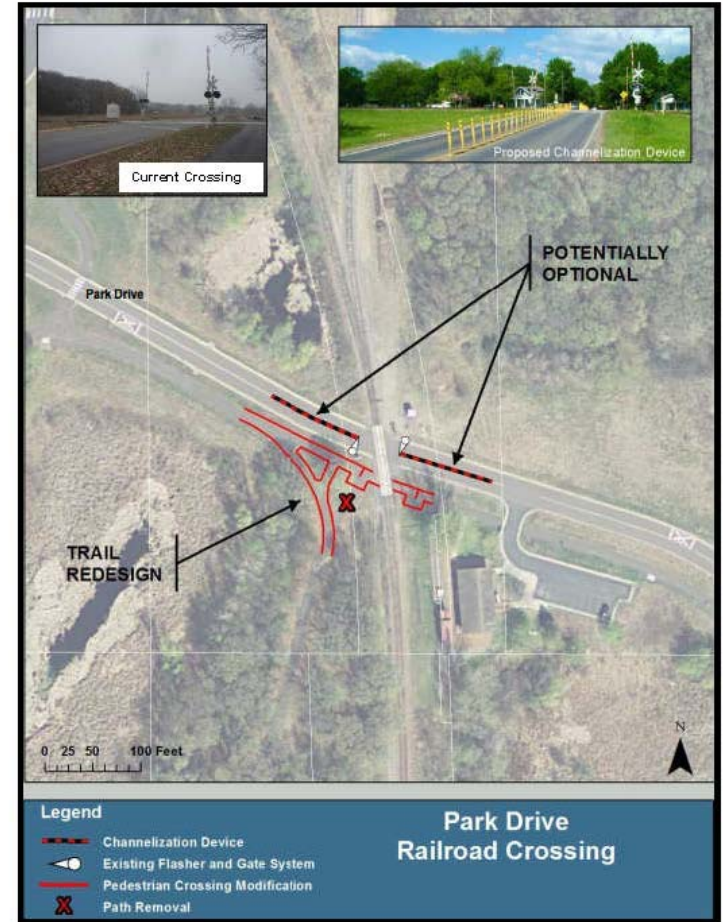 Current Crossing
Proposed Channelization Device
POTENTIALLY
OPTIONAL
Park Drive
TRAIL
REDESIGN
X
N
0 25 50 100 Feet
Legend
Channelization Device
Existing Flasher and Gate System
Pedestrian Crossing Modification
X Path Removal
Park Drive
Railroad Crossing